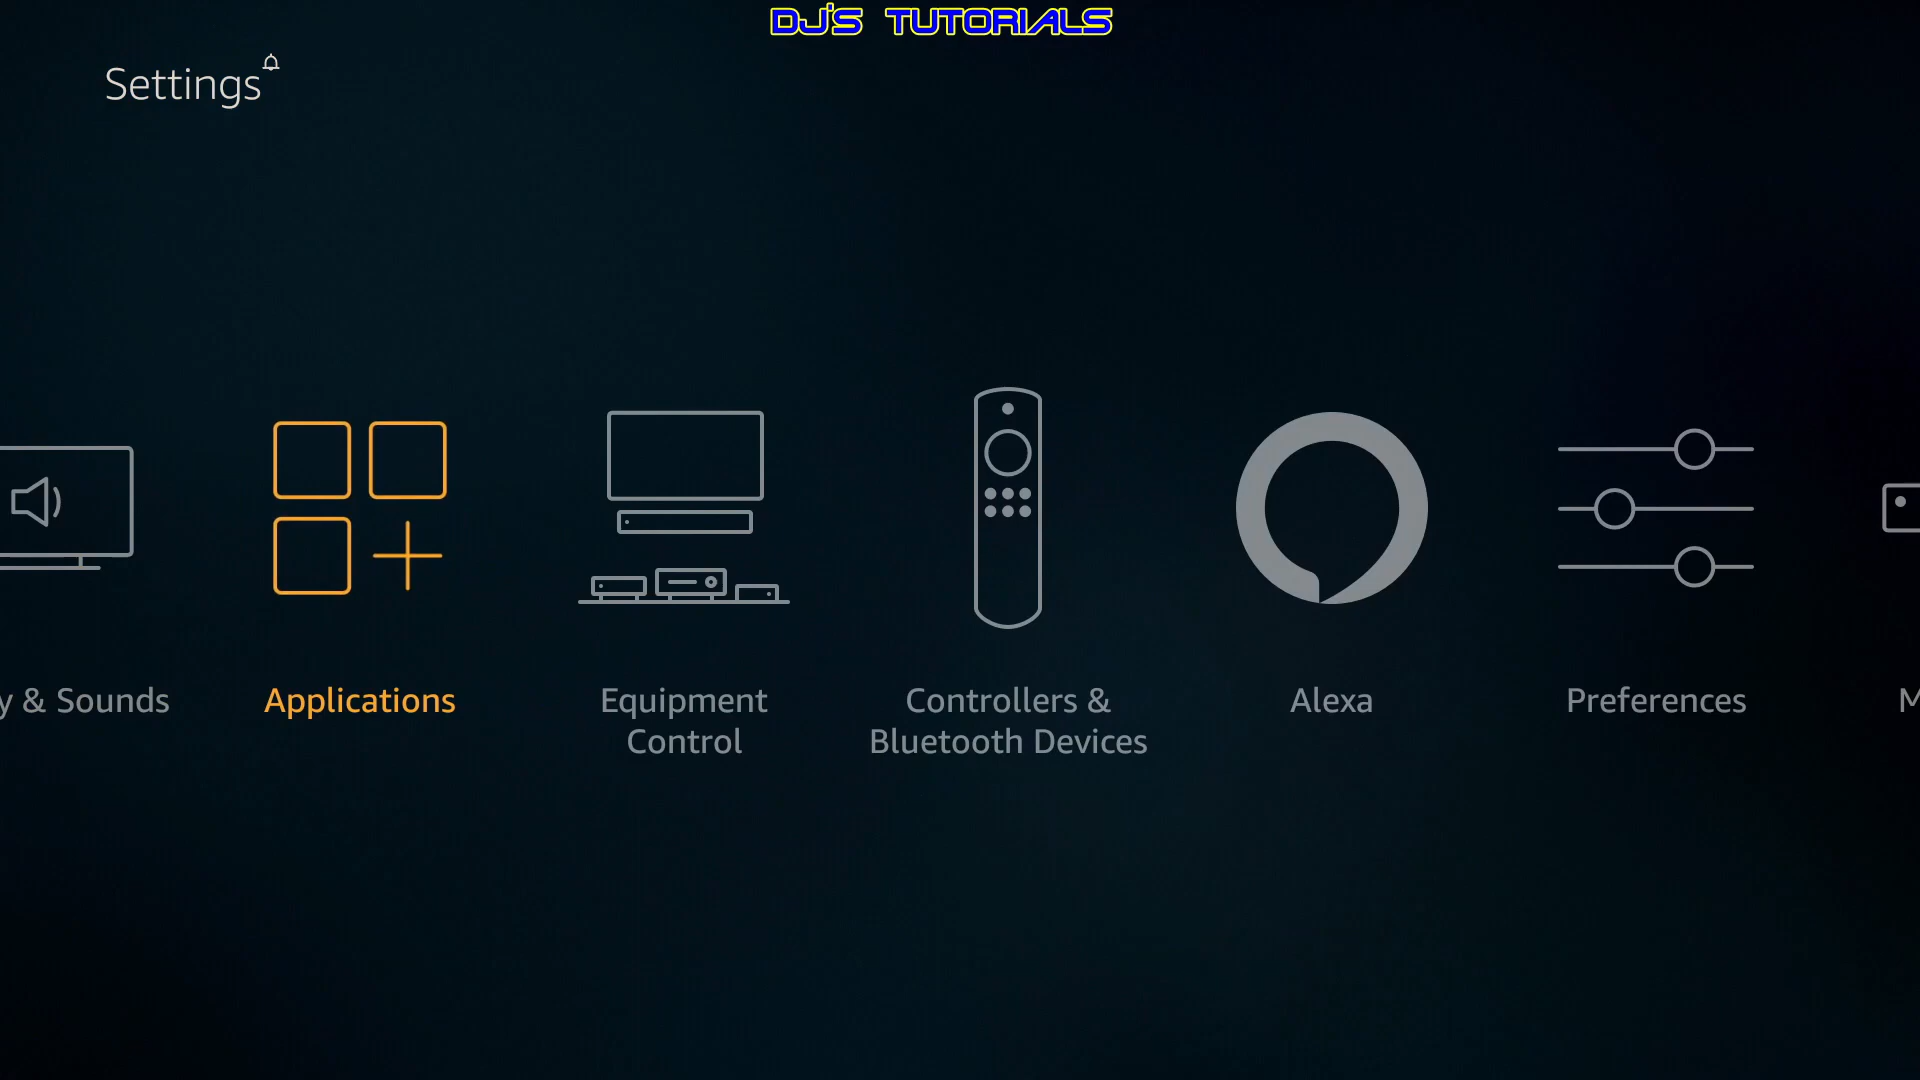 DJ'S TUTORIALS
Settings
y & Sounds
Applications
Equipment
Control
Controllers &
Bluetooth Devices
Alexa
Preferences
M